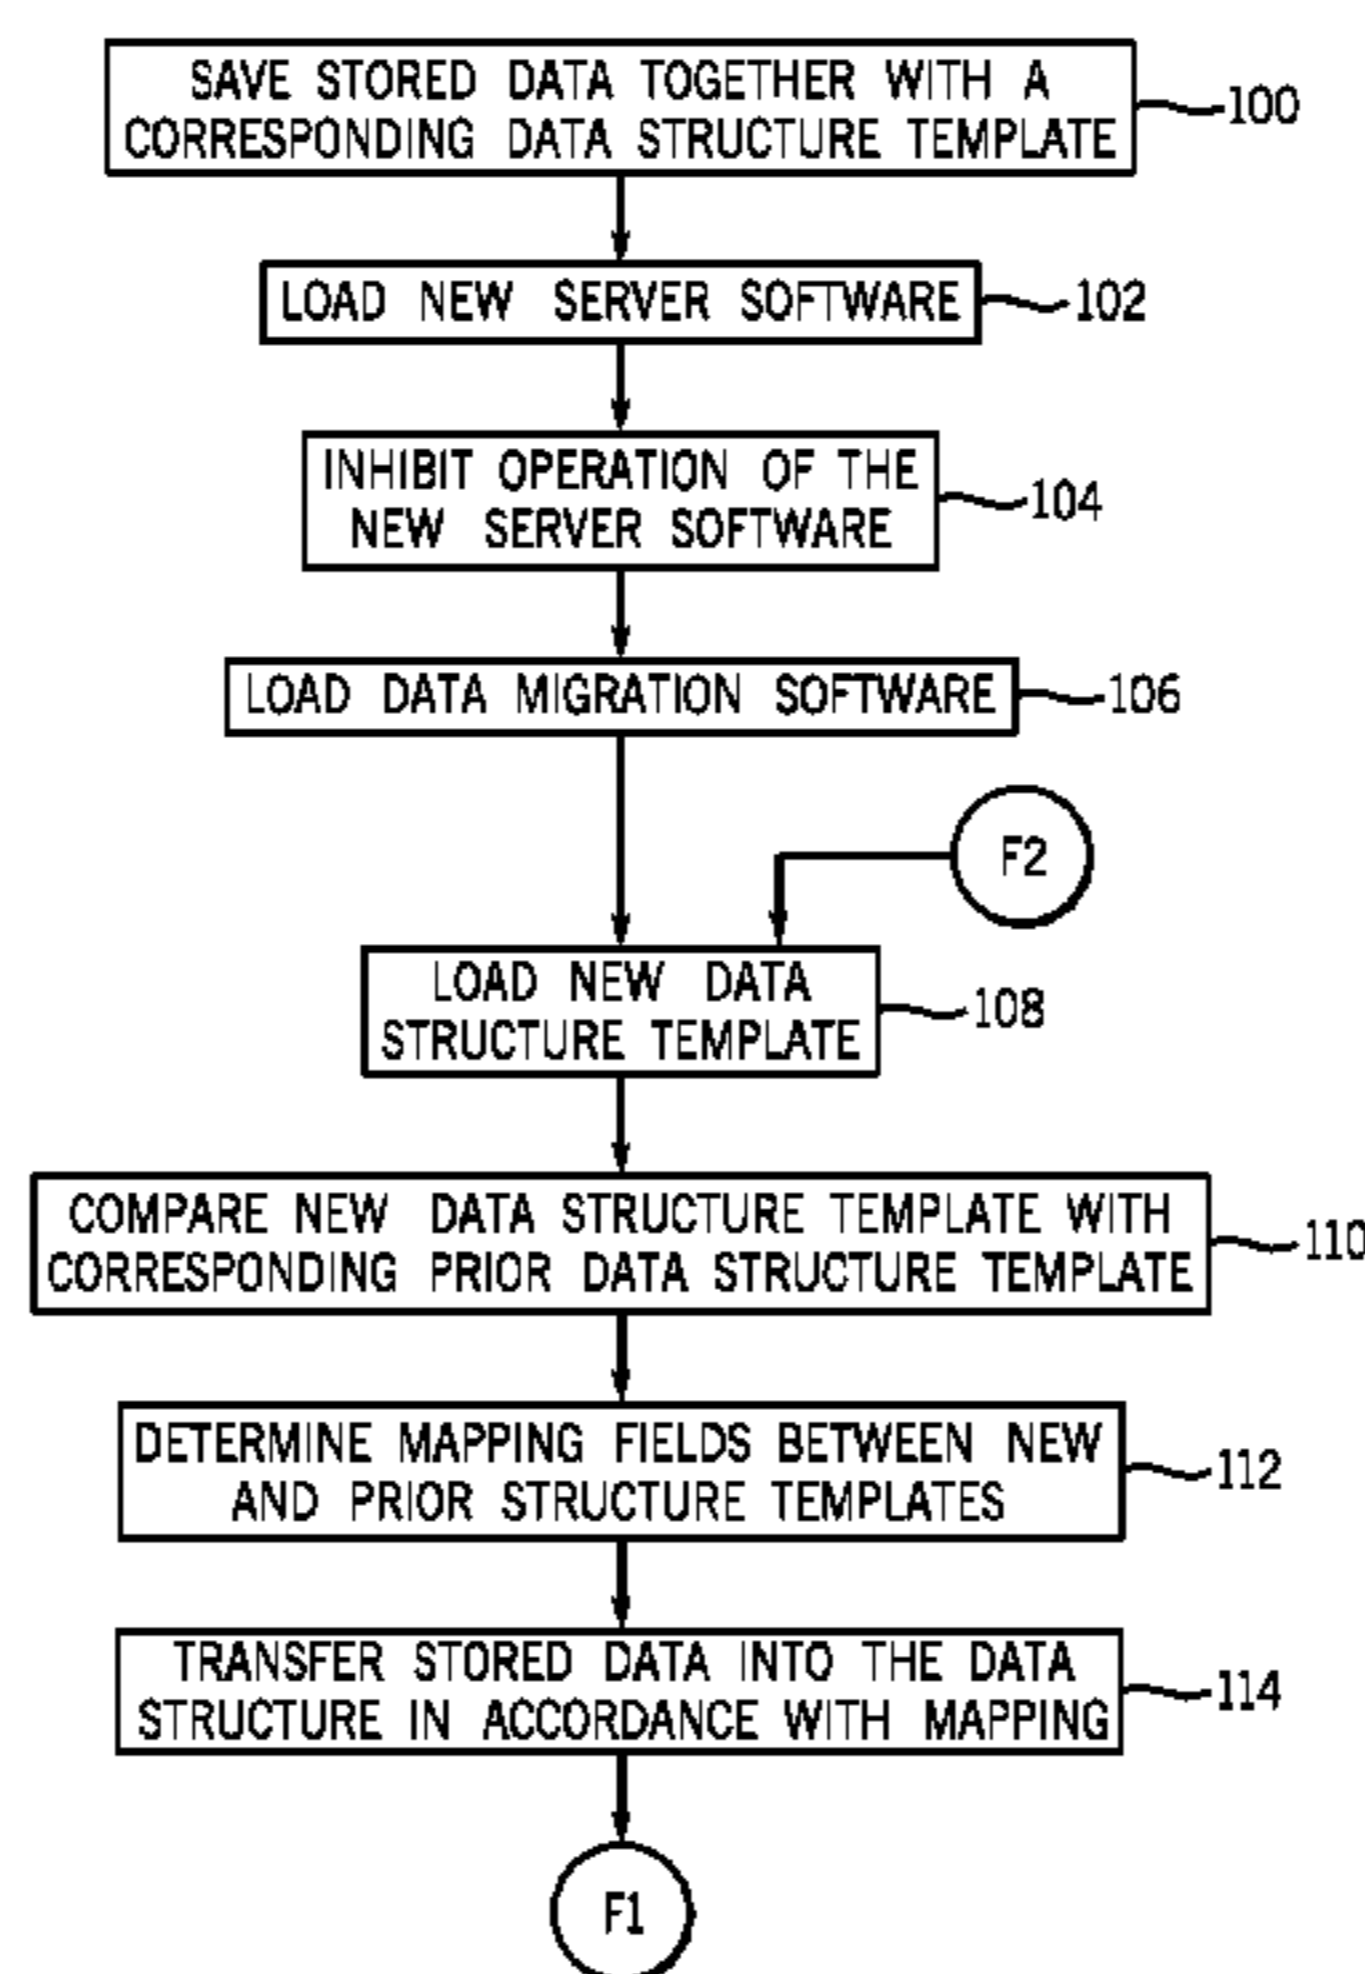 SAVE STORED DATA TOGETHER WITH A
CORRESPONDING DATA STRUCTURE TEMPLATE
100
LOAD NEW SERVER SOFTWARE
102
INHIBIT OPERATION OF THE
NEW SERVER SOFTWARE
104
LOAD DATA MIGRATION SOFTWARE
106
F2
LOAD NEW DATA
STRUCTURE TEMPLATE
108
COMPARE NEW DATA STRUCTURE TEMPLATE WITH
CORRESPONDING PRIOR DATA STRUCTURE TEMPLATE
110
DETERMINE MAPPING FIELDS BETWEEN NEW
AND PRIOR STRUCTURE TEMPLATES
112
TRANSFER STORED DATA INTO THE DATA
STRUCTURE IN ACCORDANCE WITH MAPPING
114
F1